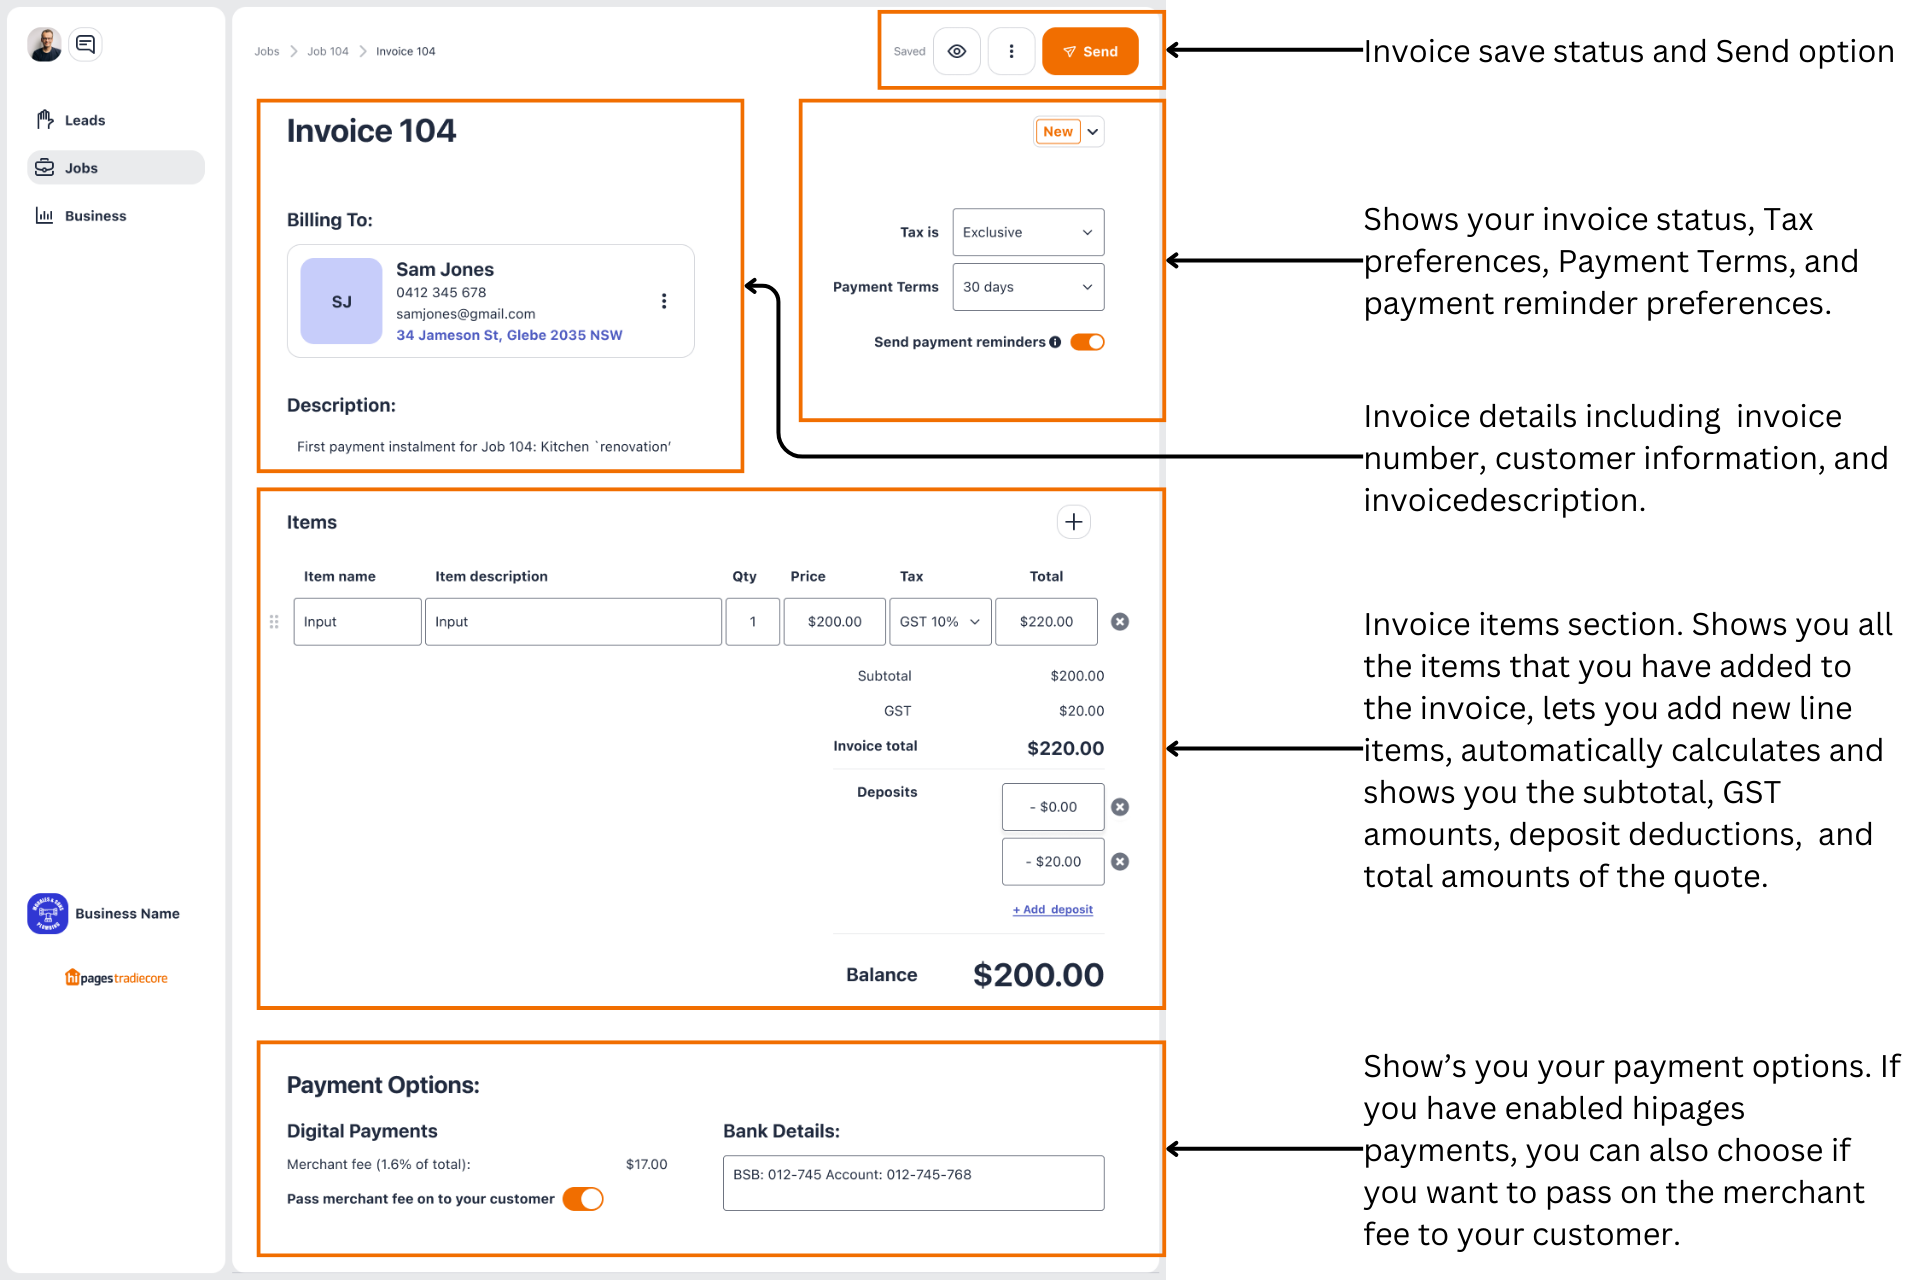 Jobs > Job 104 > Invoice 104
Saved
Send
Invoice save status and Send option
Leads
Jobs
Business
Invoice 104
New
Billing To:
SJ
Sam Jones
0412 345 678
samjones@gmail.com
34 Jameson St, Glebe 2035 NSW
Description:
First payment instalment for Job 104: Kitchen `renovation’
Tax is Exclusive
Payment Terms 30 days
Send payment reminders
Shows your invoice status, Tax
preferences, Payment Terms, and
payment reminder preferences.
Invoice details including  invoice
number, customer information, and
invoicedescription.
Items
Item name Item description Qty Price Tax Total
Input Input 1 $200.00 GST 10% $220.00
Subtotal $200.00
GST $20.00
Invoice total $220.00
Deposits - $0.00
- $20.00
+ Add  deposit
Balance $200.00
Invoice items section. Shows you all
the items that you have added to
the invoice, lets you add new line
items, automatically calculates and
shows you the subtotal, GST
amounts, deposit deductions,  and
total amounts of the quote.
Business Name
hipages tradiecore
Payment Options:
Digital Payments
Merchant fee (1.6% of total): $17.00
Pass merchant fee on to your customer
Bank Details:
BSB: 012-745 Account: 012-745-768
Show’s you your payment options. If
you have enabled hipages
payments, you can also choose if
you want to pass on the merchant
fee to your customer.